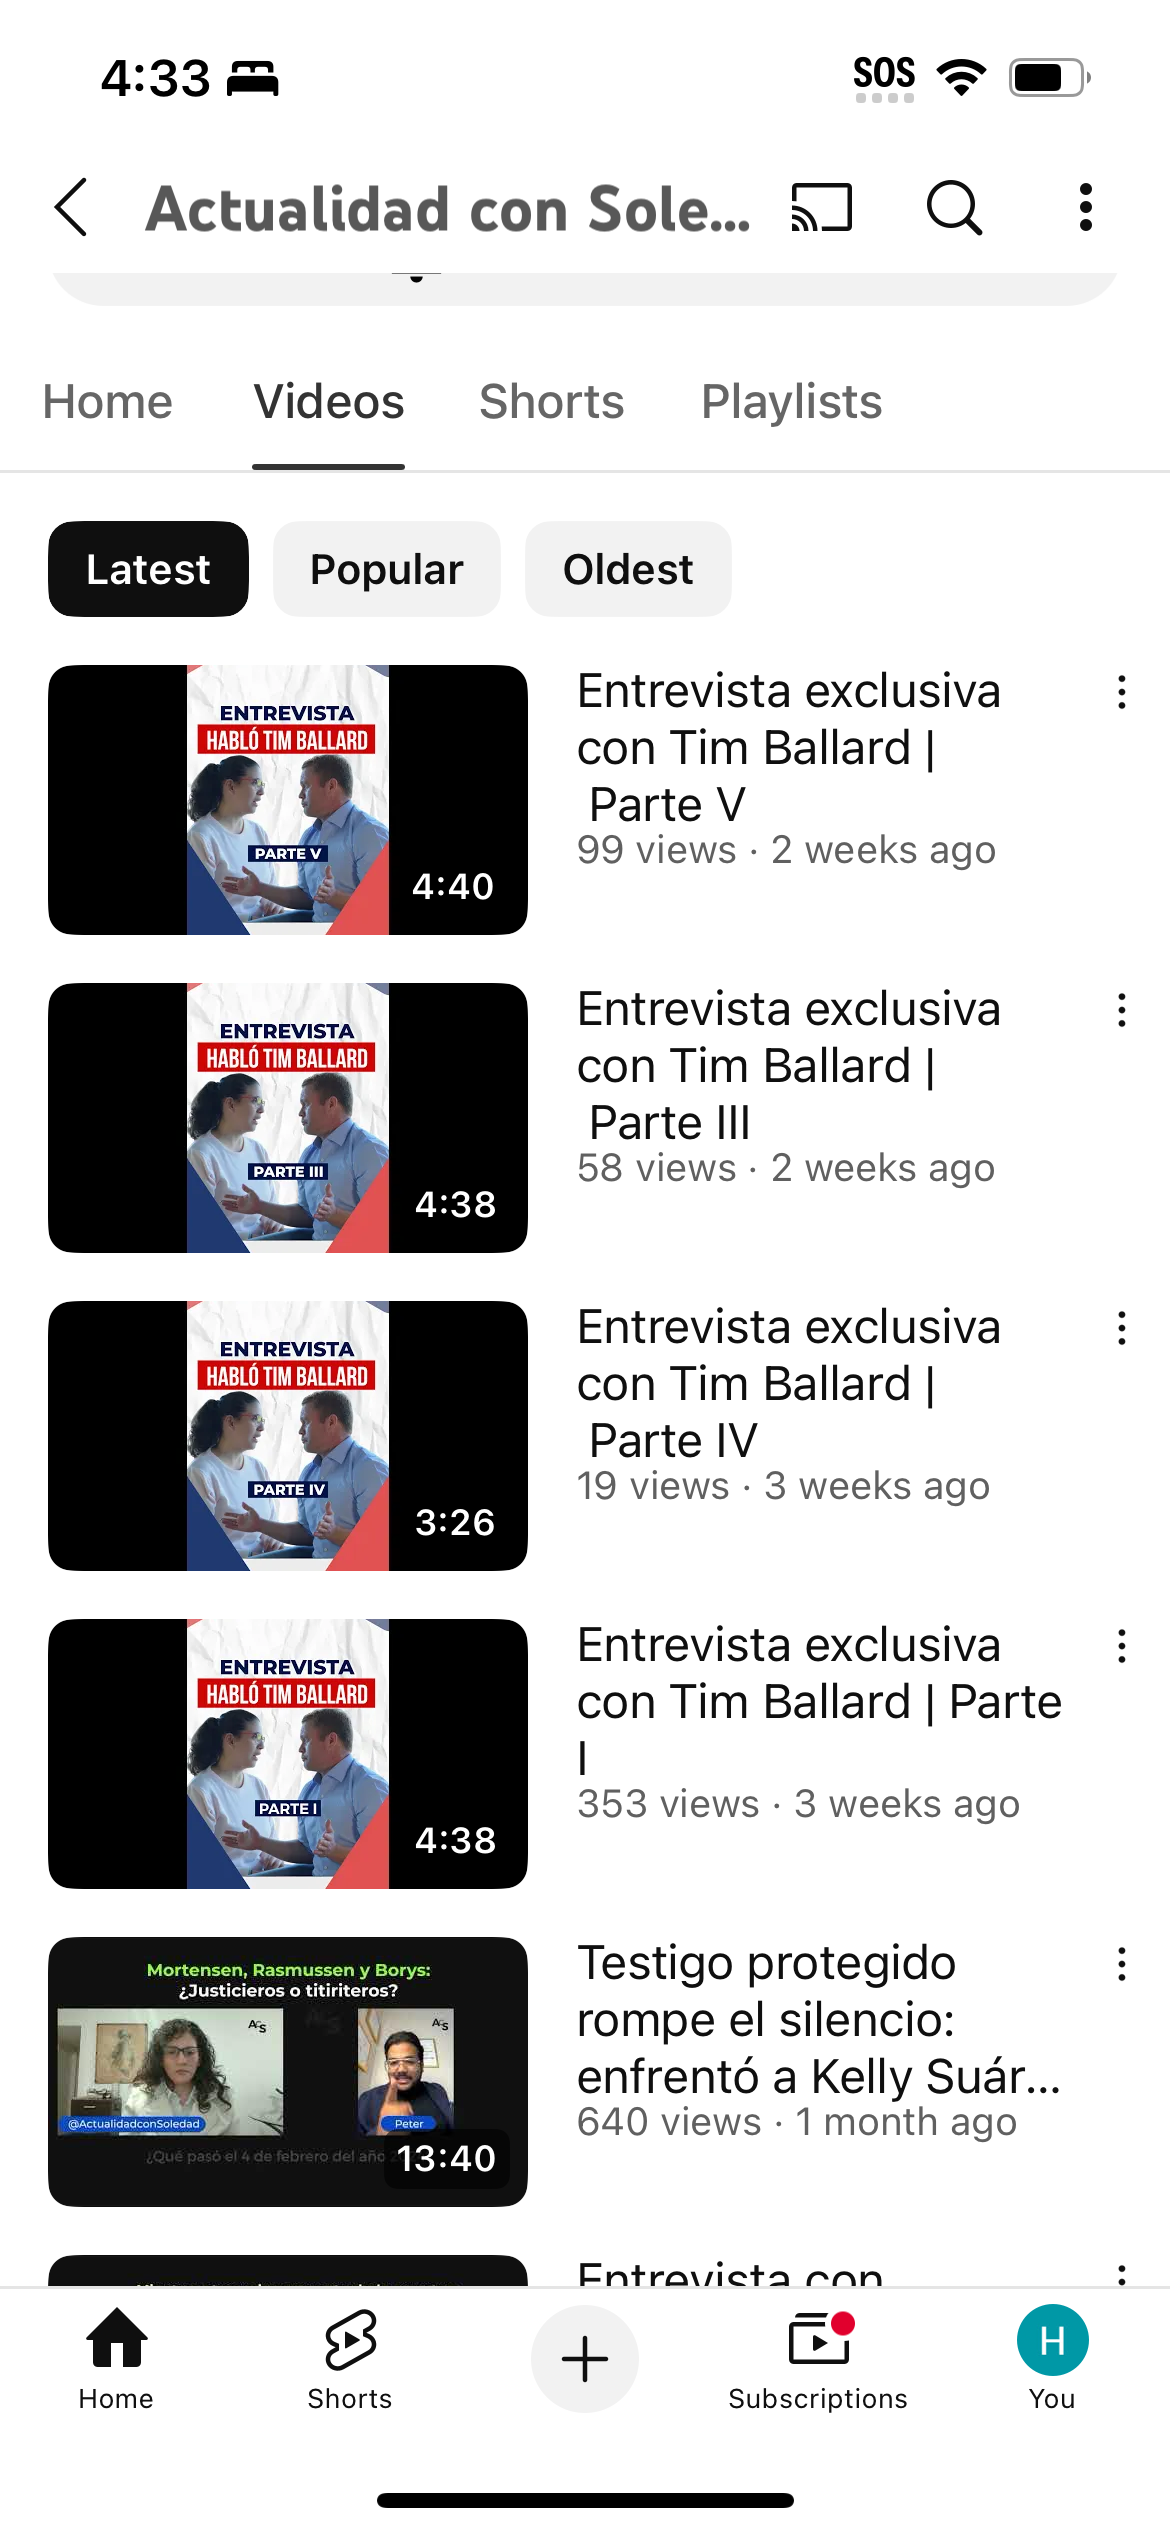 4:33
SOS
Actualidad con Sole...
Home Videos Shorts Playlists
Latest Popular Oldest
ENTREVISTA
HABLÓ TIM BALLARD
PARTE V
4:40
Entrevista exclusiva
con Tim Ballard |
Parte V
99 views · 2 weeks ago
ENTREVISTA
HABLÓ TIM BALLARD
PARTE III
4:38
Entrevista exclusiva
con Tim Ballard |
Parte III
58 views · 2 weeks ago
ENTREVISTA
HABLÓ TIM BALLARD
PARTE IV
3:26
Entrevista exclusiva
con Tim Ballard |
Parte IV
19 views · 3 weeks ago
ENTREVISTA
HABLÓ TIM BALLARD
PARTE I
4:38
Entrevista exclusiva
con Tim Ballard | Parte
I
353 views · 3 weeks ago
Mortensen, Rasmussen y Borys:
¿Justicieros o titiriteros?
@ActualidadconSoledad
Peter
¿Qué pasó el 4 de febrero del año
13:40
Testigo protegido
rompe el silencio:
enfrentó a Kelly Suár...
640 views · 1 month ago
Entrevista con
H
Home Shorts Subscriptions You